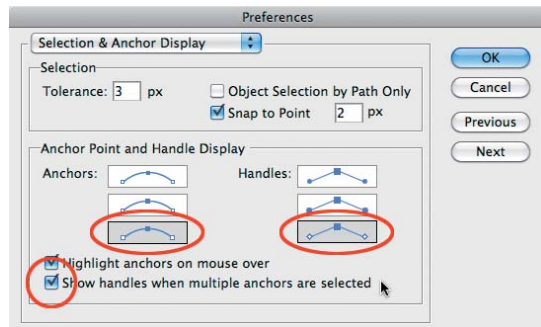 Preferences
Selection & Anchor Display
OK
Selection
Cancel
Tolerance: 3 px
Object Selection by Path Only
Snap to Point 2 px
Previous
Next
Anchor Point and Handle Display
Anchors:
Handles:
Highlight anchors on mouse over
Show handles when multiple anchors are selected